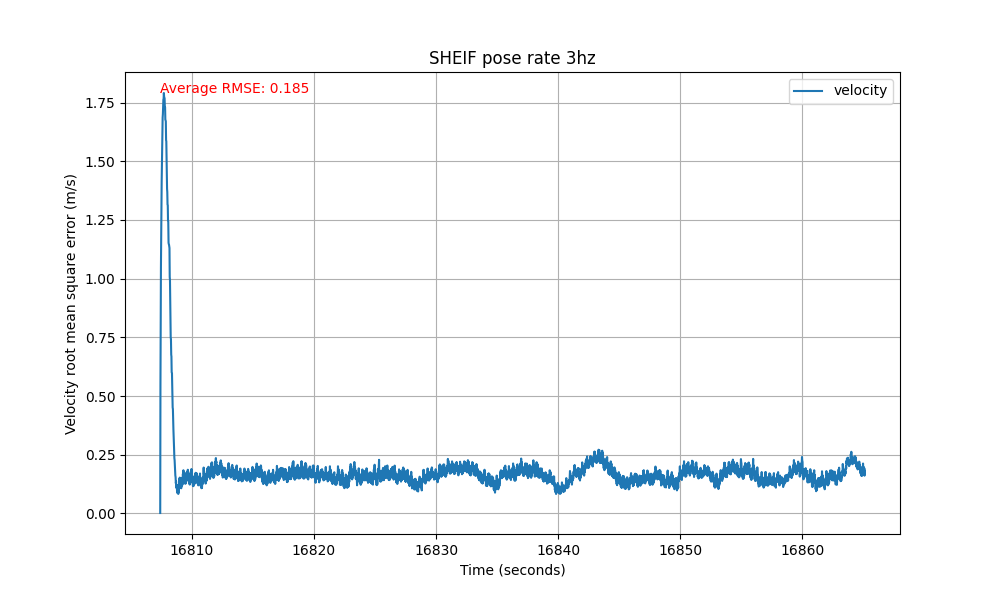 SHEIF pose rate 3hz
Average RMSE: 0.185
velocity
Velocity root mean square error (m/s)
1.75
1.50
1.25
1.00
0.75
0.50
0.25
0.00
16810 16820 16830 16840 16850 16860
Time (seconds)